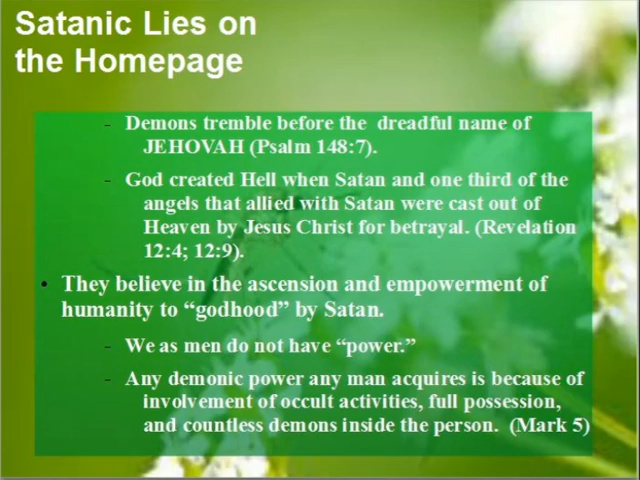 Satanic Lies on
the Homepage
- Demons tremble before the dreadful name of
JEHOVAH (Psalm 148:7).
- God created Hell when Satan and one third of the
angels that allied with Satan were cast out of
Heaven by Jesus Christ for betrayal. (Revelation
12:4; 12:9).
• They believe in the ascension and empowerment of
humanity to “godhood” by Satan.
- We as men do not have “power.”
- Any demonic power any man acquires is because of
involvement of occult activities, full possession,
and countless demons inside the person. (Mark 5)